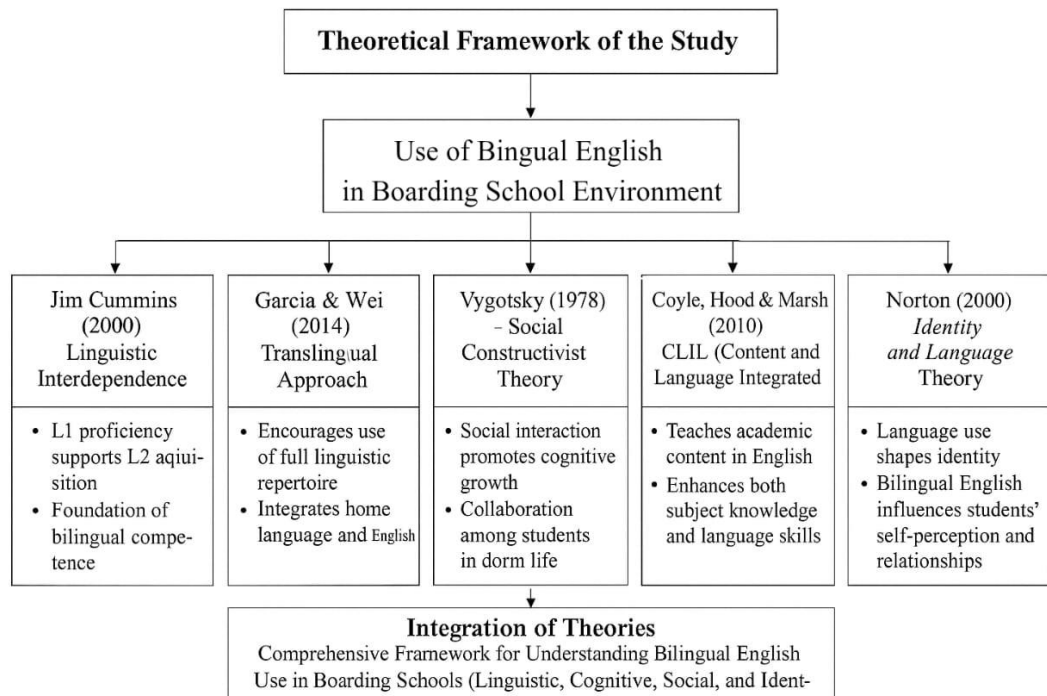 Theoretical Framework of the Study
Use of Bingual English
in Boarding School Environment
Jim Cummins
(2000)
Linguistic
Interdependence
• L1 proficiency
supports L2 aqiui-
sition
• Foundation of
bilingual compe-
tence
Garcia & Wei
(2014)
Translingual
Approach
• Encourages use
of full linguistic
repertoire
• Integrates home
language and English
Vygotsky (1978)
– Social
Constructivist
Theory
• Social interaction
promotes cognitive
growth
• Collaboration
among students
in dorm life
Coyle, Hood & Marsh
(2010)
CLIL (Content and
Language Integrated
• Teaches academic
content in English
• Enhances both
subject knowledge
and language skills
Norton (2000)
Identity
and Language
Theory
• Language use
shapes identity
• Bilingual English
influences students'
self-perception and
relationships
Integration of Theories
Comprehensive Framework for Understanding Bilingual English
Use in Boarding Schools (Linguistic, Cognitive, Social, and Ident-